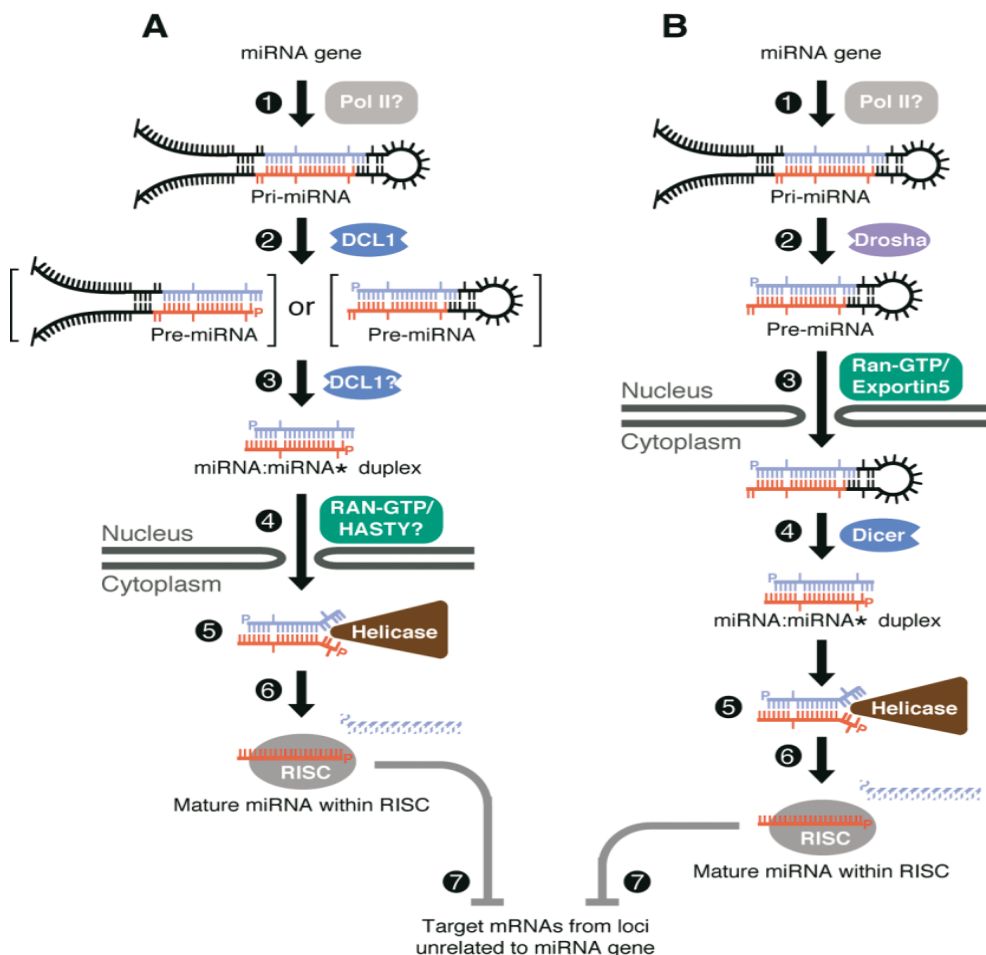 A
miRNA gene
1
Pol II?
Pri-miRNA
2
DCL1
P
or
P
Pre-miRNA
Pre-miRNA
3
DCL1?
P
P
miRNA:miRNA* duplex
4
RAN-GTP/
HASTY?
Nucleus
Cytoplasm
5
P
P
Helicase
6
P
RISC
Mature miRNA within RISC
7
B
miRNA gene
1
Pol II?
Pri-miRNA
2
Drosha
P
Pre-miRNA
3
Ran-GTP/
Exportin5
Nucleus
Cytoplasm
P
4
Dicer
P
P
miRNA:miRNA* duplex
5
P
P
Helicase
6
P
RISC
Mature miRNA within RISC
7
Target mRNAs from loci
unrelated to miRNA gene